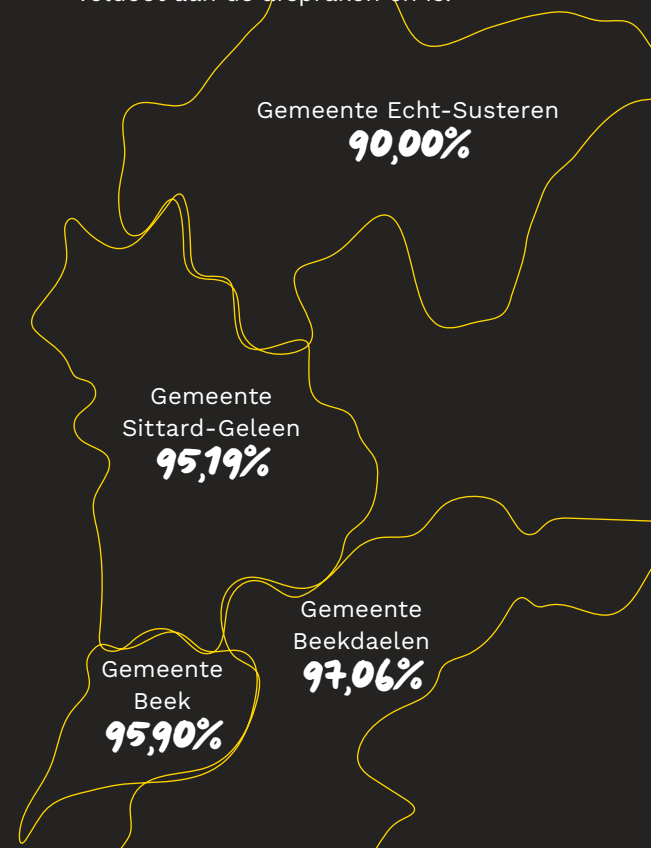 Gemeente Echt-Susteren
90,00%
Gemeente
Sittard-Geleen
95,19%
Gemeente
Beekdaelen
97,06%
Gemeente
Beek
95,90%